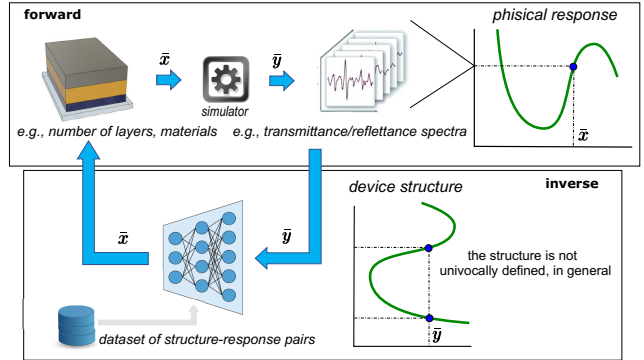 forward
phisical response
x̄
ȳ
simulator
e.g., number of layers, materials
e.g., transmittance/reflettance spectra
x̄
inverse
device structure
x̄
ȳ
the structure is not
univocally defined, in general
ȳ
dataset of structure-response pairs